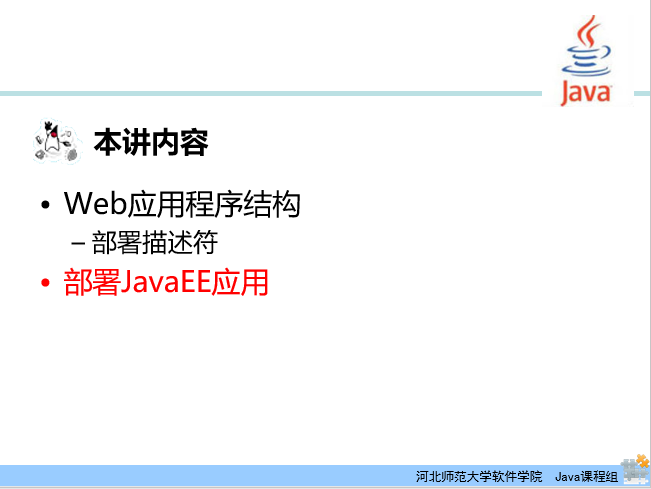 Java
本讲内容
• Web应用程序结构
– 部署描述符
• 部署JavaEE应用
河北师范大学软件学院 Java课程组